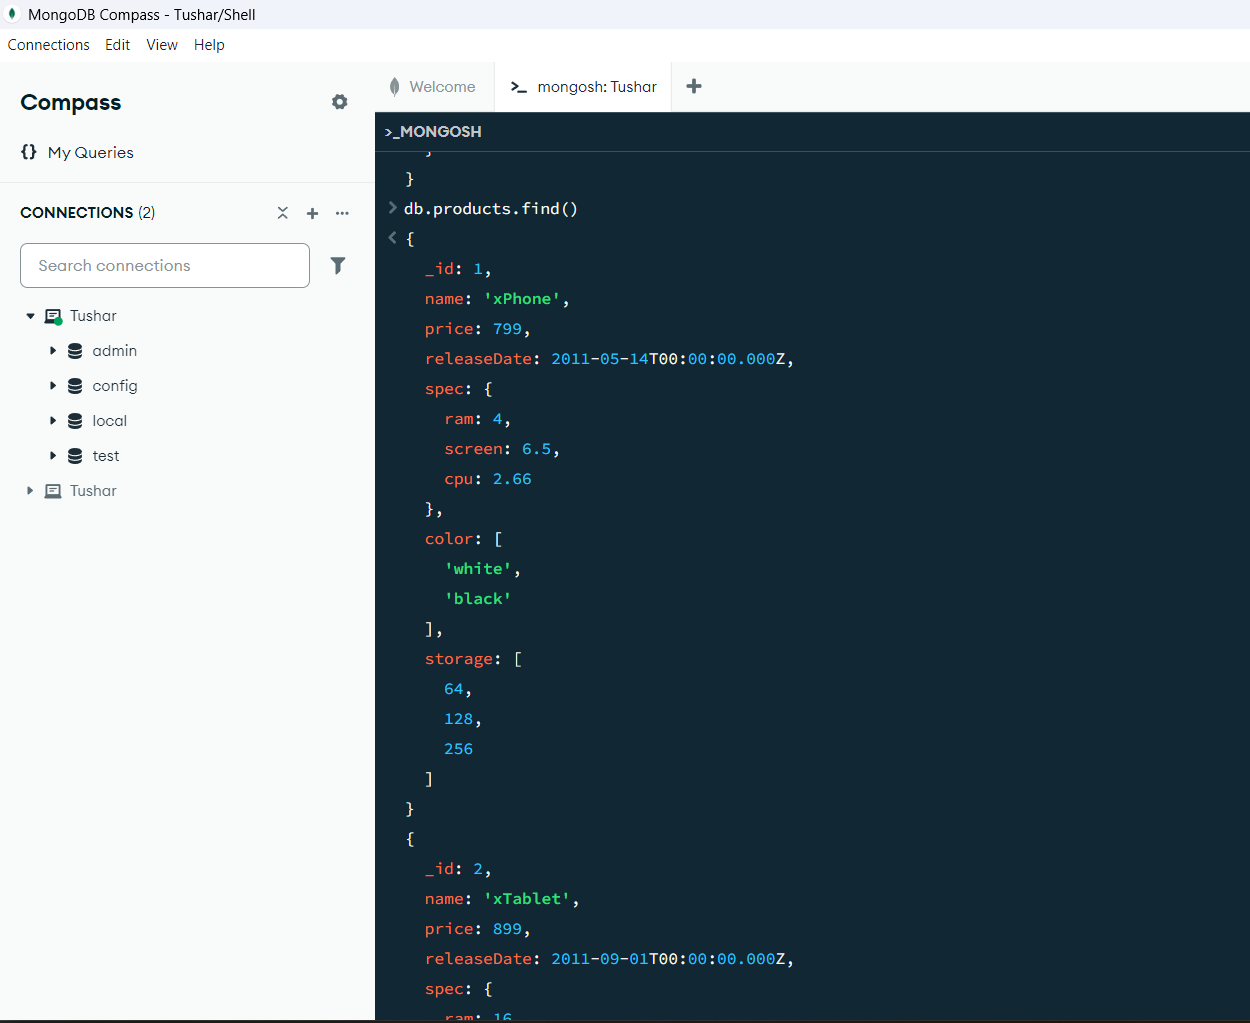 MongoDB Compass - Tushar/Shell
Connections Edit View Help
Compass
{} My Queries
CONNECTIONS (2)
Search connections
Tushar
admin
config
local
test
Tushar
Welcome
>_ mongosh: Tushar
>_MONGOSH
}
}
> db.products.find()
< {
_id: 1,
name: 'xPhone',
price: 799,
releaseDate: 2011-05-14T00:00:00.000Z,
spec: {
ram: 4,
screen: 6.5,
cpu: 2.66
},
color: [
'white',
'black'
],
storage: [
64,
128,
256
]
}
{
_id: 2,
name: 'xTablet',
price: 899,
releaseDate: 2011-09-01T00:00:00.000Z,
spec: {
ram: 16